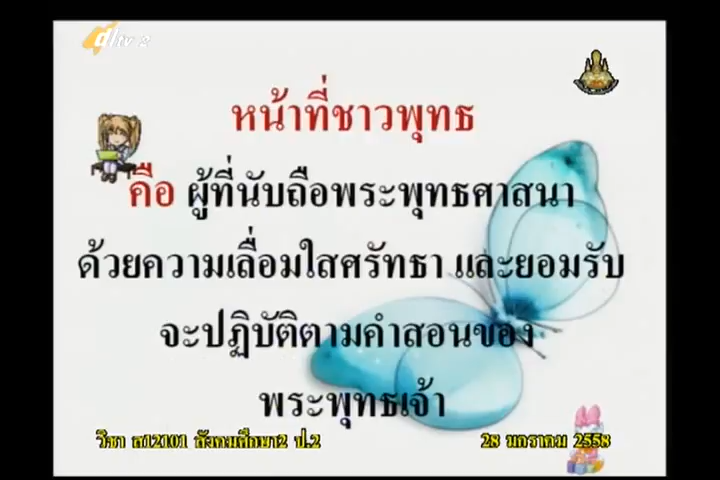 dltv 2
หน้าที่ชาวพุทธ
คือ ผู้ที่นับถือพระพุทธศาสนา
ด้วยความเลื่อมใสศรัทธา และยอมรับ
จะปฏิบัติตามคำสอนของ
พระพุทธเจ้า
วิชา ส12101 สังคมศึกษา2 ป.2 28 มกราคม 2558